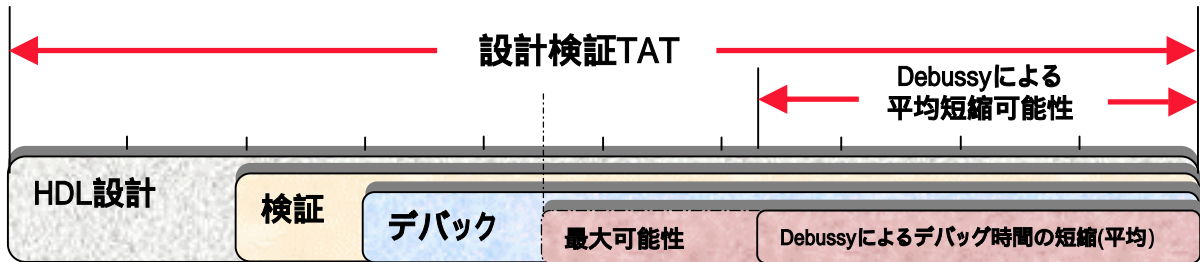 設計検証TAT
Debussyによる
平均短縮可能性
HDL設計
検証
デバック
最大可能性
Debussyによるデバッグ時間の短縮(平均)